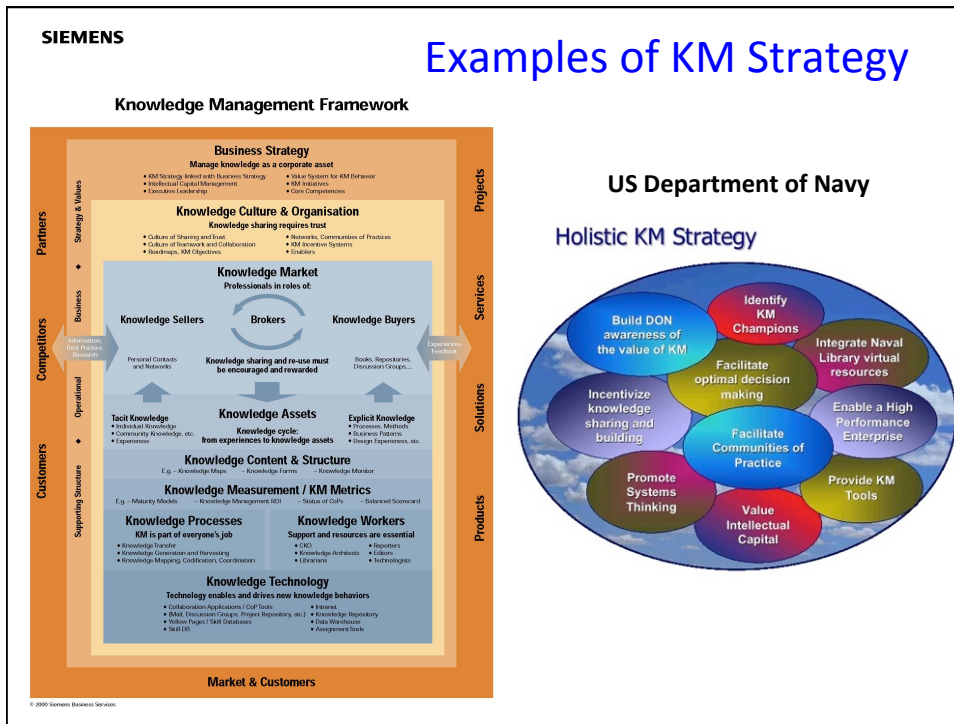 SIEMENS
Examples of KM Strategy
Knowledge Management Framework
Business Strategy
Manage knowledge as a corporate asset
• KM Strategy linked with Business Strategy
• Intellectual Capital Management
• Executive Leadership
• Value System for KM Behavior
• KM Initiatives
• Core Competencies
Knowledge Culture & Organisation
Knowledge sharing requires trust
• Culture of Sharing and Trust
• Culture of Teamwork and Collaboration
• Roadmaps, KM Objectives
• Networks, Communities of Practices
• KM Incentive Systems
• Enablers
Knowledge Market
Professionals in roles of:
Knowledge Sellers
Brokers
Knowledge Buyers
Information,
Best Practice,
Research
Experiences
Feedback
Personal Contacts
and Networks
Knowledge sharing and re-use must
be encouraged and rewarded
Books, Repositories,
Discussion Groups,...
Tacit Knowledge
• Individual Knowledge
• Community Knowledge, etc.
• Experiences
Knowledge Assets
Knowledge cycle:
from experiences to knowledge assets
Explicit Knowledge
• Processes, Methods
• Business Patterns
• Design Experiences, etc.
Knowledge Content & Structure
E.g. – Knowledge Maps – Knowledge Forms – Knowledge Monitor
Knowledge Measurement / KM Metrics
E.g. – Maturity Models – Knowledge Management ROI – Status of CoPs – Balanced Scorecard
Knowledge Processes
KM is part of everyone's job
• Knowledge Transfer
• Knowledge Generation and Harvesting
• Knowledge Mapping, Codification, Coordination
Knowledge Workers
Support and resources are essential
• CKO
• Knowledge Architects
• Librarians
• Reporters
• Editors
• Technologists
Knowledge Technology
Technology enables and drives new knowledge behaviors
• Collaboration Applications / CoP Tools
• (Mail, Discussion Groups, Project Repository, etc.)
• Yellow Pages / Skill Databases
• Skill DB
• Intranet
• Knowledge Repository
• Data Warehouse
• Assignment Tools
Partners
Competitors
Customers
Strategy & Values
◆
Business
Operational
◆
Supporting Structure
Projects
Services
Solutions
Products
Market & Customers
© 2000 Siemens Business Services
US Department of Navy
Holistic KM Strategy
Build DON
awareness of
the value of KM
Identify
KM
Champions
Integrate Naval
Library virtual
resources
Facilitate
optimal decision
making
Incentivize
knowledge
sharing and
building
Enable a High
Performance
Enterprise
Facilitate
Communities of
Practice
Promote
Systems
Thinking
Provide KM
Tools
Value
Intellectual
Capital